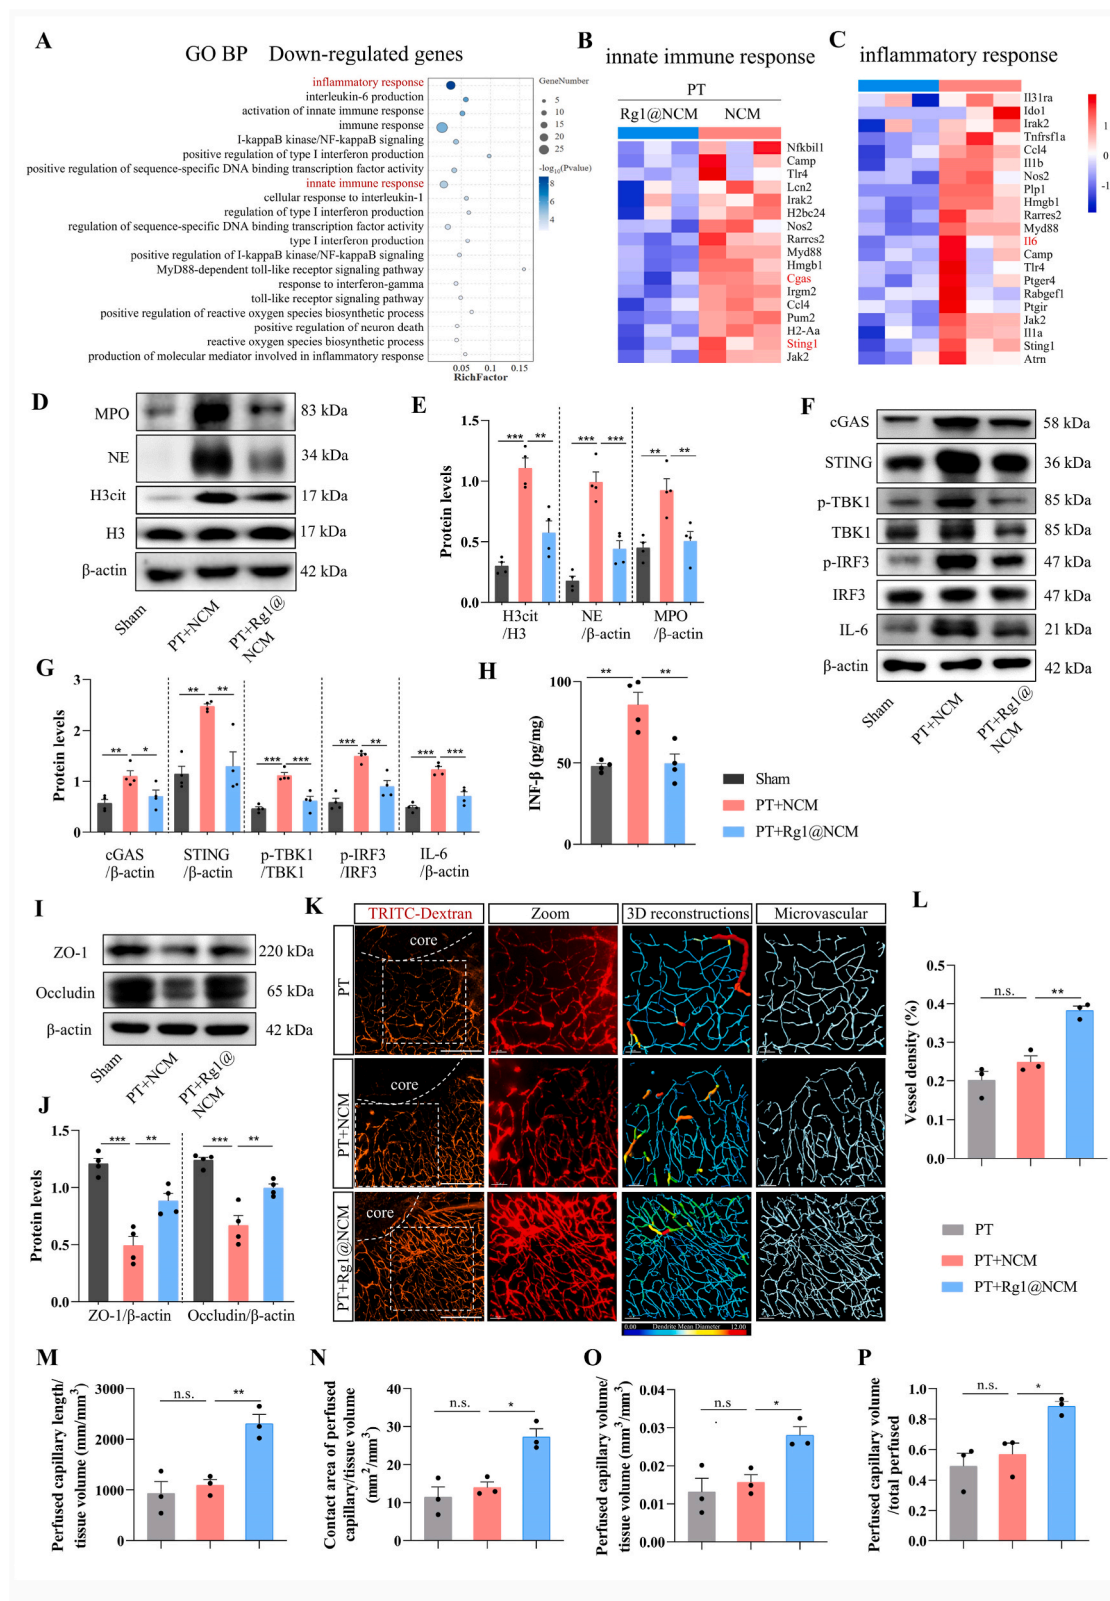 A
GO BP Down-regulated genes
inflammatory response
interleukin-6 production
activation of innate immune response
immune response
I-kappaB kinase/NF-kappaB signaling
positive regulation of type I interferon production
positive regulation of sequence-specific DNA binding transcription factor activity
innate immune response
cellular response to interleukin-1
regulation of type I interferon production
regulation of sequence-specific DNA binding transcription factor activity
type I interferon production
positive regulation of I-kappaB kinase/NF-kappaB signaling
MyD88-dependent toll-like receptor signaling pathway
response to interferon-gamma
toll-like receptor signaling pathway
positive regulation of reactive oxygen species biosynthetic process
positive regulation of neuron death
reactive oxygen species biosynthetic process
production of molecular mediator involved in inflammatory response
0.05 0.1 0.15
RichFactor
GeneNumber
5
10
15
20
25
-log10(Pvalue)
8
6
4
B
innate immune response
PT
Rg1@NCM NCM
Nfkbil1
Camp
Tlr4
Lcn2
Irak2
H2bc24
Nos2
Rarres2
Myd88
Hmgb1
Cgas
Irgm2
Ccl4
Pum2
H2-Aa
Sting1
Jak2
C
inflammatory response
Il31ra
Ido1
Irak2
Tnfrsf1a
Ccl4
Il1b
Nos2
Plp1
Hmgb1
Rarres2
Myd88
Il6
Camp
Tlr4
Ptger4
Rabgef1
Ptgir
Jak2
Il1a
Sting1
Atrn
1
0
-1
D
MPO 83 kDa
NE 34 kDa
H3cit 17 kDa
H3 17 kDa
β-actin 42 kDa
Sham
PT+NCM
PT+Rg1@
NCM
E
Protein levels
1.5
1.0
0.5
0.0
*** ** *** *** ** **
H3cit NE MPO
/H3 /β-actin /β-actin
F
cGAS 58 kDa
STING 36 kDa
p-TBK1 85 kDa
TBK1 85 kDa
p-IRF3 47 kDa
IRF3 47 kDa
IL-6 21 kDa
β-actin 42 kDa
Sham
PT+NCM
PT+Rg1@
NCM
G
Protein levels
3
2
1
0
** * ** ** *** *** *** ** *** ***
cGAS STING p-TBK1 p-IRF3 IL-6
/β-actin /β-actin /TBK1 /IRF3 /β-actin
H
INF-β (pg/mg)
100
50
0
** **
Sham
PT+NCM
PT+Rg1@NCM
I
ZO-1 220 kDa
Occludin 65 kDa
β-actin 42 kDa
Sham
PT+NCM
PT+Rg1@
NCM
J
Protein levels
1.5
1.0
0.5
0.0
*** ** *** **
ZO-1/β-actin Occludin/β-actin
K
TRITC-Dextran Zoom 3D reconstructions Microvascular
PT
core
PT+NCM
core
PT+Rg1@NCM
core
0.00 Dendrite Mean Diameter 12.00
L
Vessel density (%)
0.5
0.4
0.3
0.2
0.1
0.0
n.s. **
PT
PT+NCM
PT+Rg1@NCM
M
Perfused capillary length/
tissue volume (mm/mm3)
3000
2000
1000
0
n.s. **
N
Contact area of perfused
capillary/tissue volume
(mm2/mm3)
40
30
20
10
0
n.s. *
O
Perfused capillary volume/
tissue volume (mm3/mm3)
0.04
0.03
0.02
0.01
0.00
n.s *
P
Perfused capillary volume
/total perfused
1.0
0.8
0.6
0.4
0.2
0.0
n.s. *